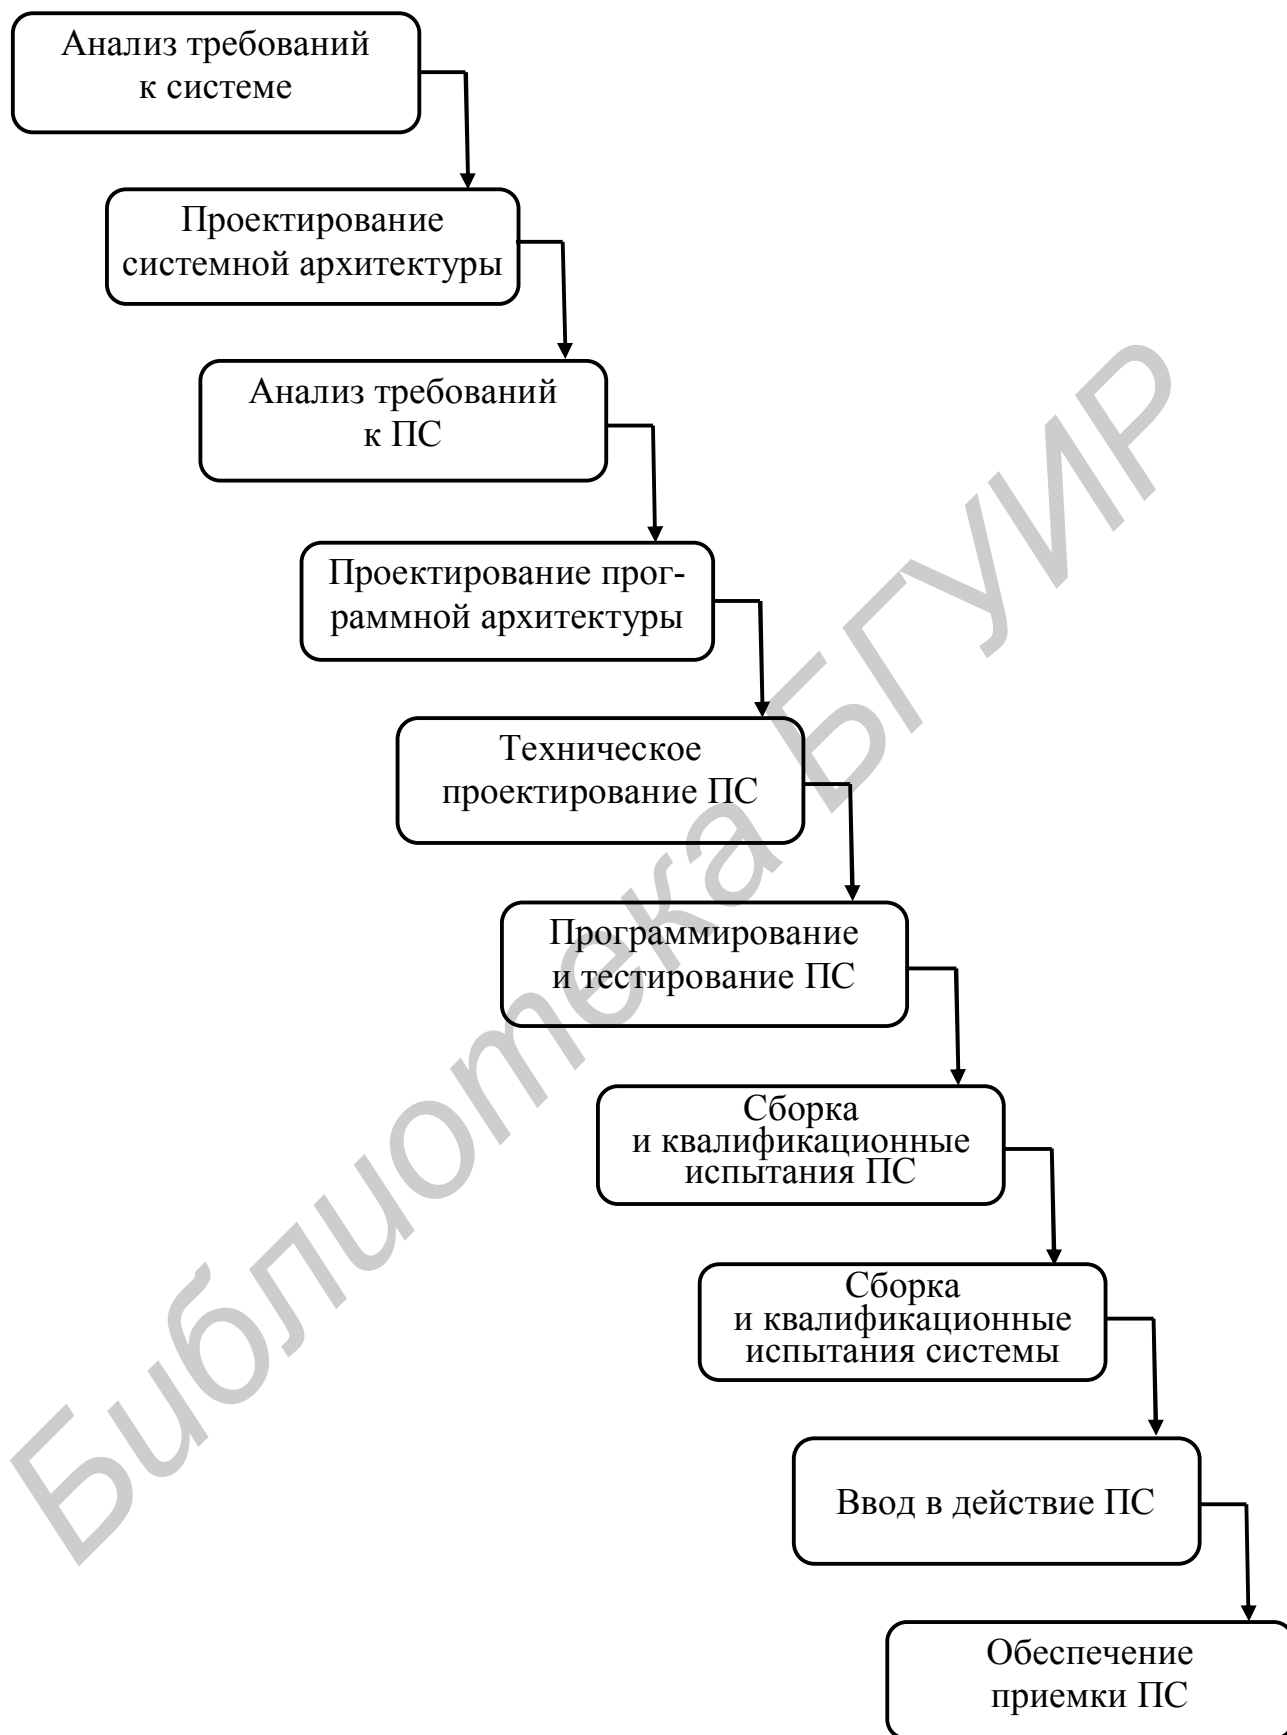 Анализ требований
к системе
Проектирование
системной архитектуры
Анализ требований
к ПС
Проектирование прог-
раммной архитектуры
Техническое
проектирование ПС
Программирование
и тестирование ПС
Сборка
и квалификационные
испытания ПС
Сборка
и квалификационные
испытания системы
Ввод в действие ПС
Обеспечение
приемки ПС
Библиотека БГУИР